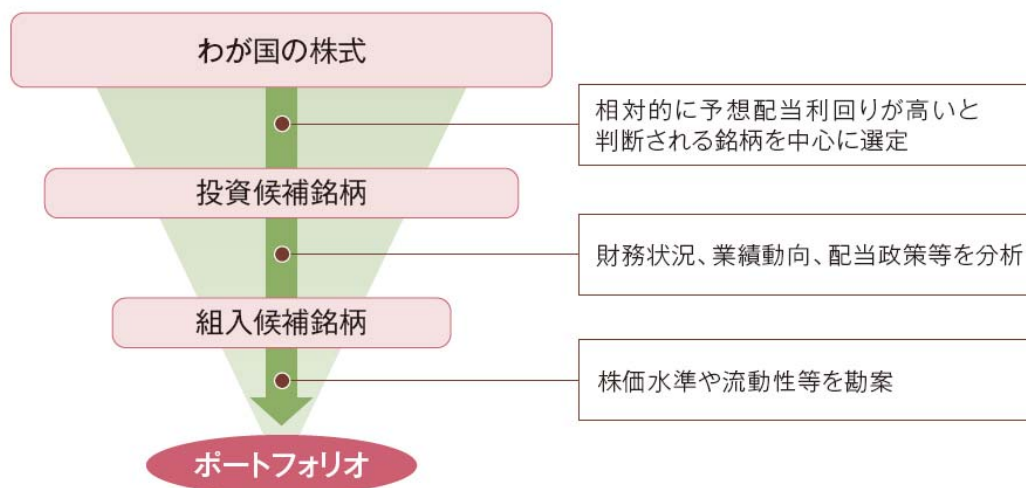 わが国の株式
相対的に予想配当利回りが高いと
判断される銘柄を中心に選定
投資候補銘柄
財務状況、業績動向、配当政策等を分析
組入候補銘柄
株価水準や流動性等を勘案
ポートフォリオ